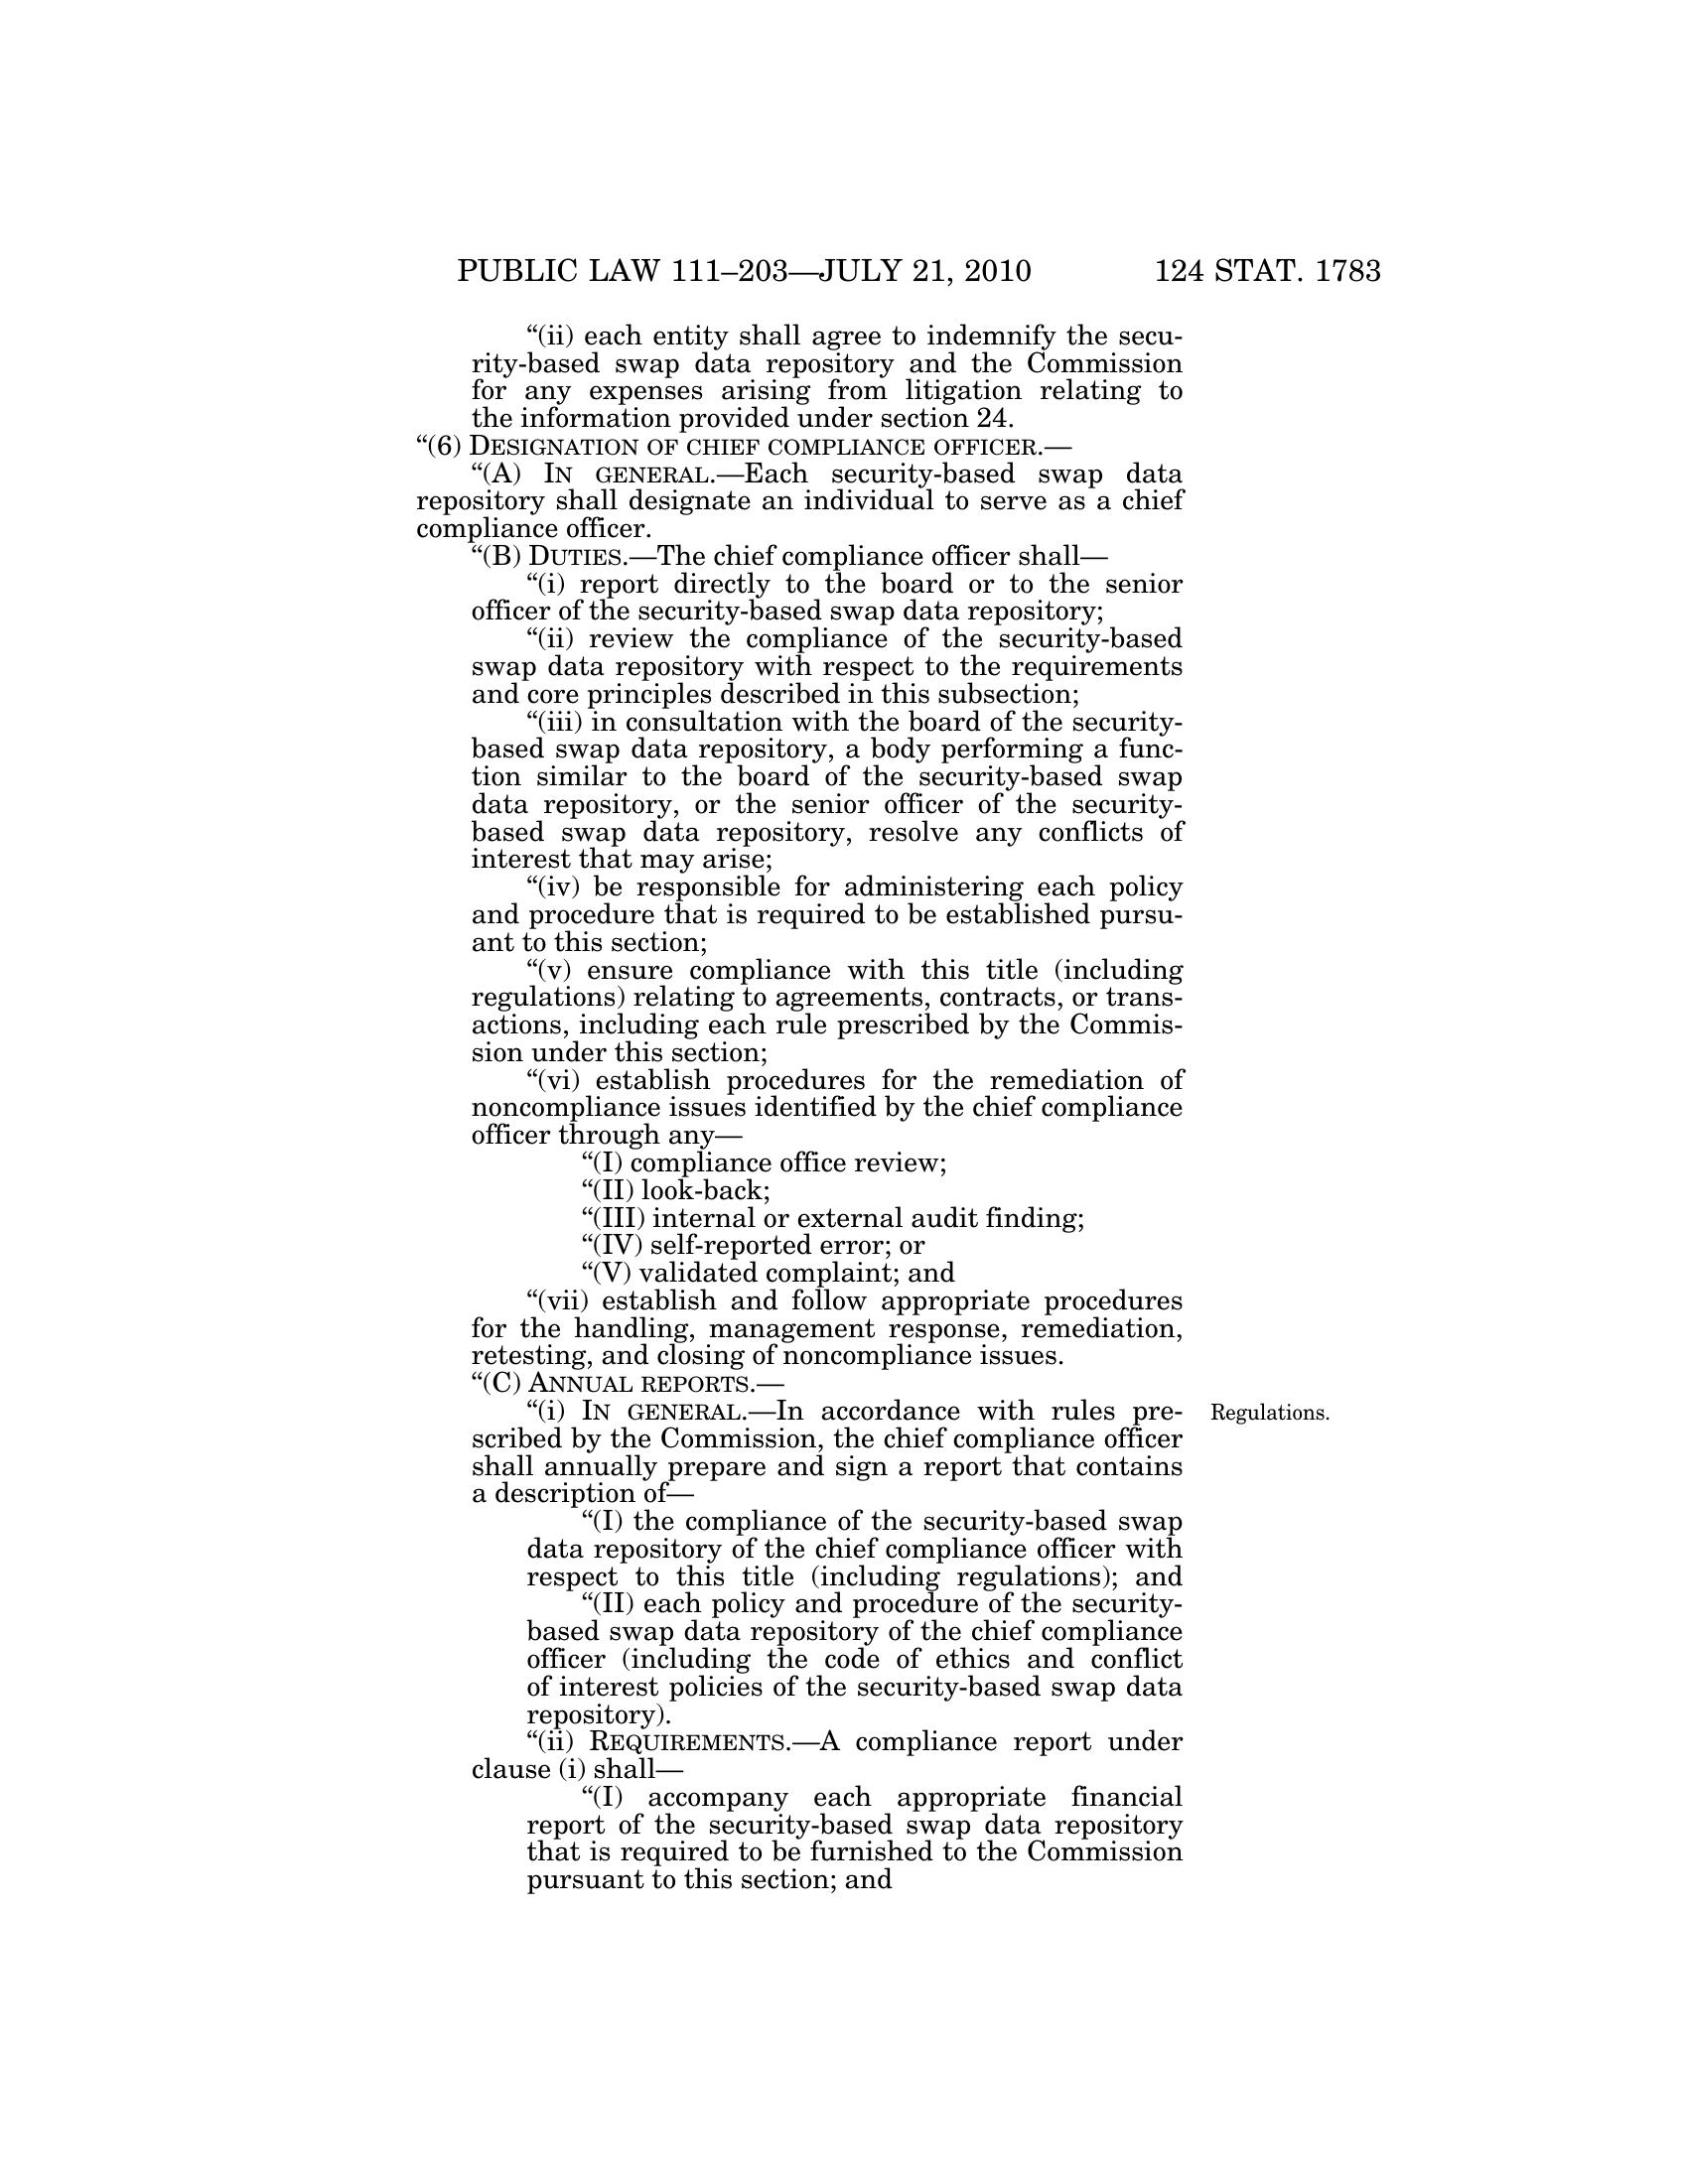 PUBLIC LAW 111–203—JULY 21, 2010 124 STAT. 1783
“(ii) each entity shall agree to indemnify the secu-
rity-based swap data repository and the Commission
for any expenses arising from litigation relating to
the information provided under section 24.
“(6) DESIGNATION OF CHIEF COMPLIANCE OFFICER.—
“(A) IN GENERAL.—Each security-based swap data
repository shall designate an individual to serve as a chief
compliance officer.
“(B) DUTIES.—The chief compliance officer shall—
“(i) report directly to the board or to the senior
officer of the security-based swap data repository;
“(ii) review the compliance of the security-based
swap data repository with respect to the requirements
and core principles described in this subsection;
“(iii) in consultation with the board of the security-
based swap data repository, a body performing a func-
tion similar to the board of the security-based swap
data repository, or the senior officer of the security-
based swap data repository, resolve any conflicts of
interest that may arise;
“(iv) be responsible for administering each policy
and procedure that is required to be established pursu-
ant to this section;
“(v) ensure compliance with this title (including
regulations) relating to agreements, contracts, or trans-
actions, including each rule prescribed by the Commis-
sion under this section;
“(vi) establish procedures for the remediation of
noncompliance issues identified by the chief compliance
officer through any—
“(I) compliance office review;
“(II) look-back;
“(III) internal or external audit finding;
“(IV) self-reported error; or
“(V) validated complaint; and
“(vii) establish and follow appropriate procedures
for the handling, management response, remediation,
retesting, and closing of noncompliance issues.
“(C) ANNUAL REPORTS.—
“(i) IN GENERAL.—In accordance with rules pre-
scribed by the Commission, the chief compliance officer
shall annually prepare and sign a report that contains
a description of—
“(I) the compliance of the security-based swap
data repository of the chief compliance officer with
respect to this title (including regulations); and
“(II) each policy and procedure of the security-
based swap data repository of the chief compliance
officer (including the code of ethics and conflict
of interest policies of the security-based swap data
repository).
“(ii) REQUIREMENTS.—A compliance report under
clause (i) shall—
“(I) accompany each appropriate financial
report of the security-based swap data repository
that is required to be furnished to the Commission
pursuant to this section; and
Regulations.